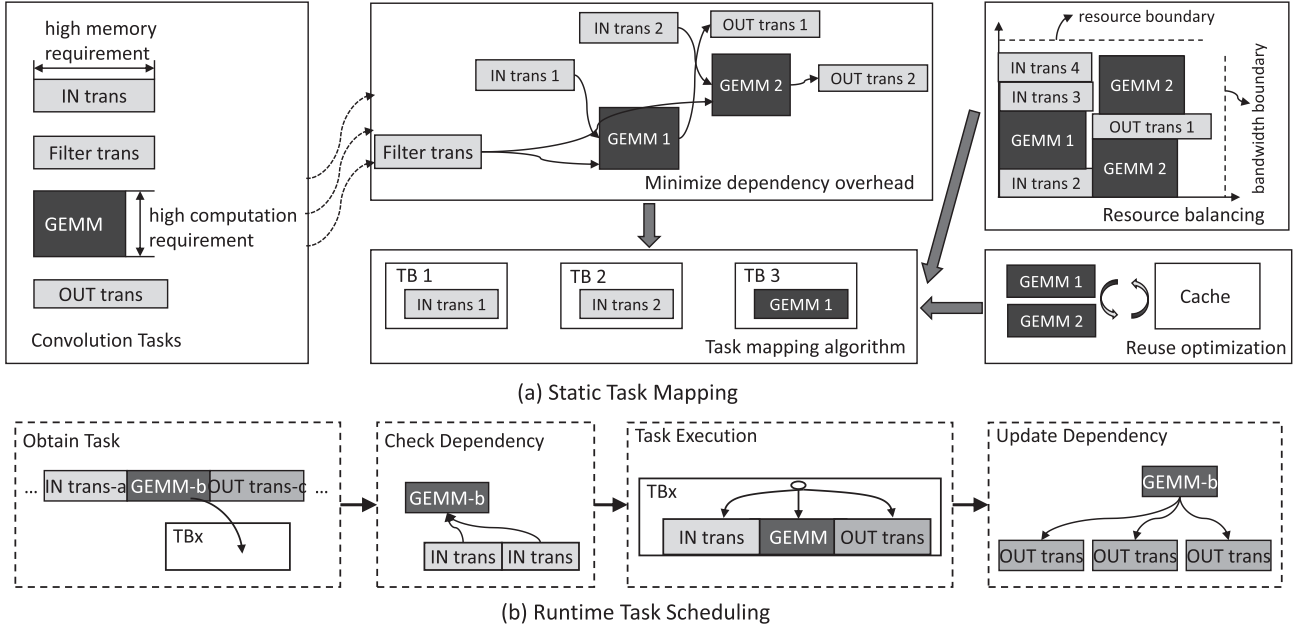 high memory
requirement
IN trans
Filter trans
GEMM
high computation
requirement
OUT trans
Convolution Tasks
IN trans 2
OUT trans 1
IN trans 1
GEMM 2
OUT trans 2
Filter trans
GEMM 1
Minimize dependency overhead
resource boundary
IN trans 4
IN trans 3
GEMM 2
GEMM 1
OUT trans 1
GEMM 2
IN trans 2
bandwidth boundary
Resource balancing
TB 1
IN trans 1
TB 2
IN trans 2
TB 3
GEMM 1
Task mapping algorithm
GEMM 1
GEMM 2
Cache
Reuse optimization
(a) Static Task Mapping
Obtain Task
... IN trans-a GEMM-b OUT trans-c ...
TBx
Check Dependency
GEMM-b
IN trans IN trans
Task Execution
TBx
IN trans GEMM OUT trans
Update Dependency
GEMM-b
OUT trans OUT trans OUT trans
(b) Runtime Task Scheduling